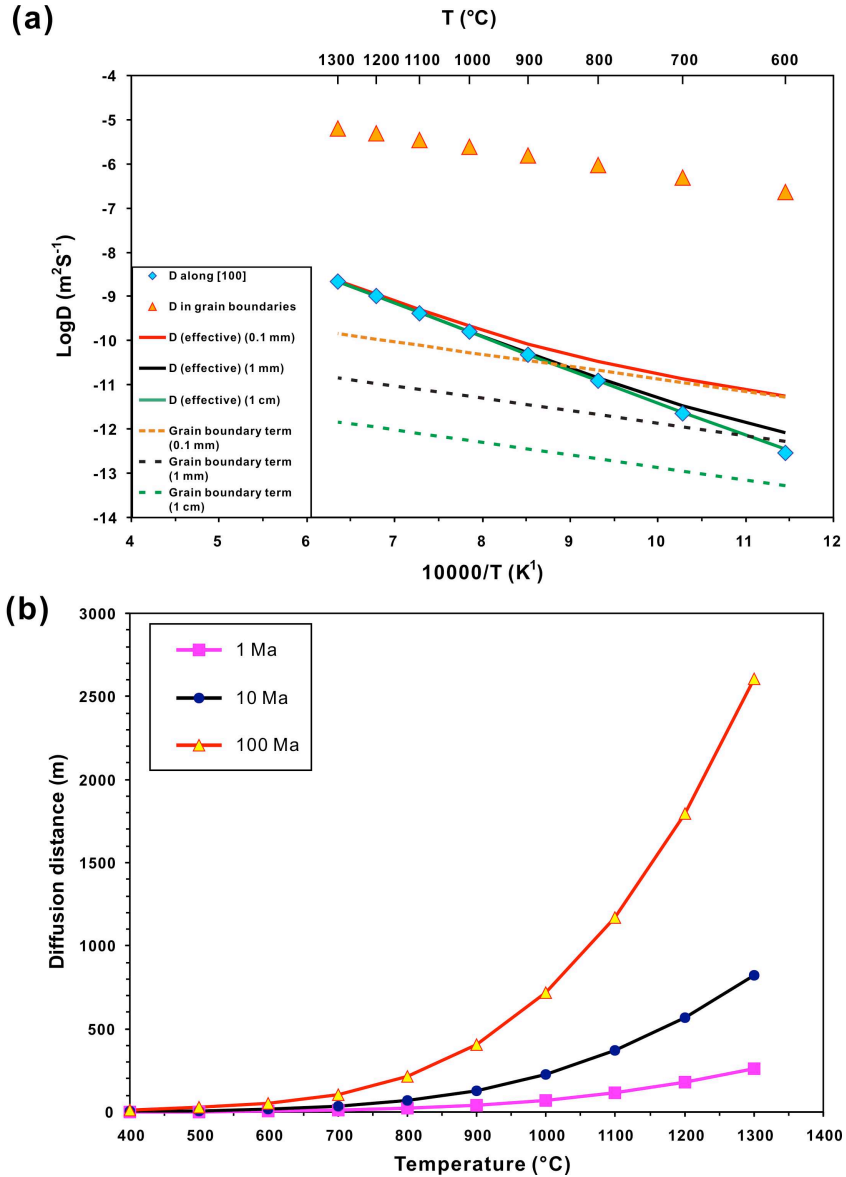 (a)
T (°C)
1300 1200 1100 1000 900 800 700 600
-4
-5
-6
-7
-8
-9
-10
-11
-12
-13
-14
LogD (m²S⁻¹)
D along [100]
D in grain boundaries
D (effective) (0.1 mm)
D (effective) (1 mm)
D (effective) (1 cm)
Grain boundary term
(0.1 mm)
Grain boundary term
(1 mm)
Grain boundary term
(1 cm)
4 5 6 7 8 9 10 11 12
10000/T (K¹)
(b)
3000
2500
2000
1500
1000
500
0
Diffusion distance (m)
1 Ma
10 Ma
100 Ma
400 500 600 700 800 900 1000 1100 1200 1300 1400
Temperature (°C)